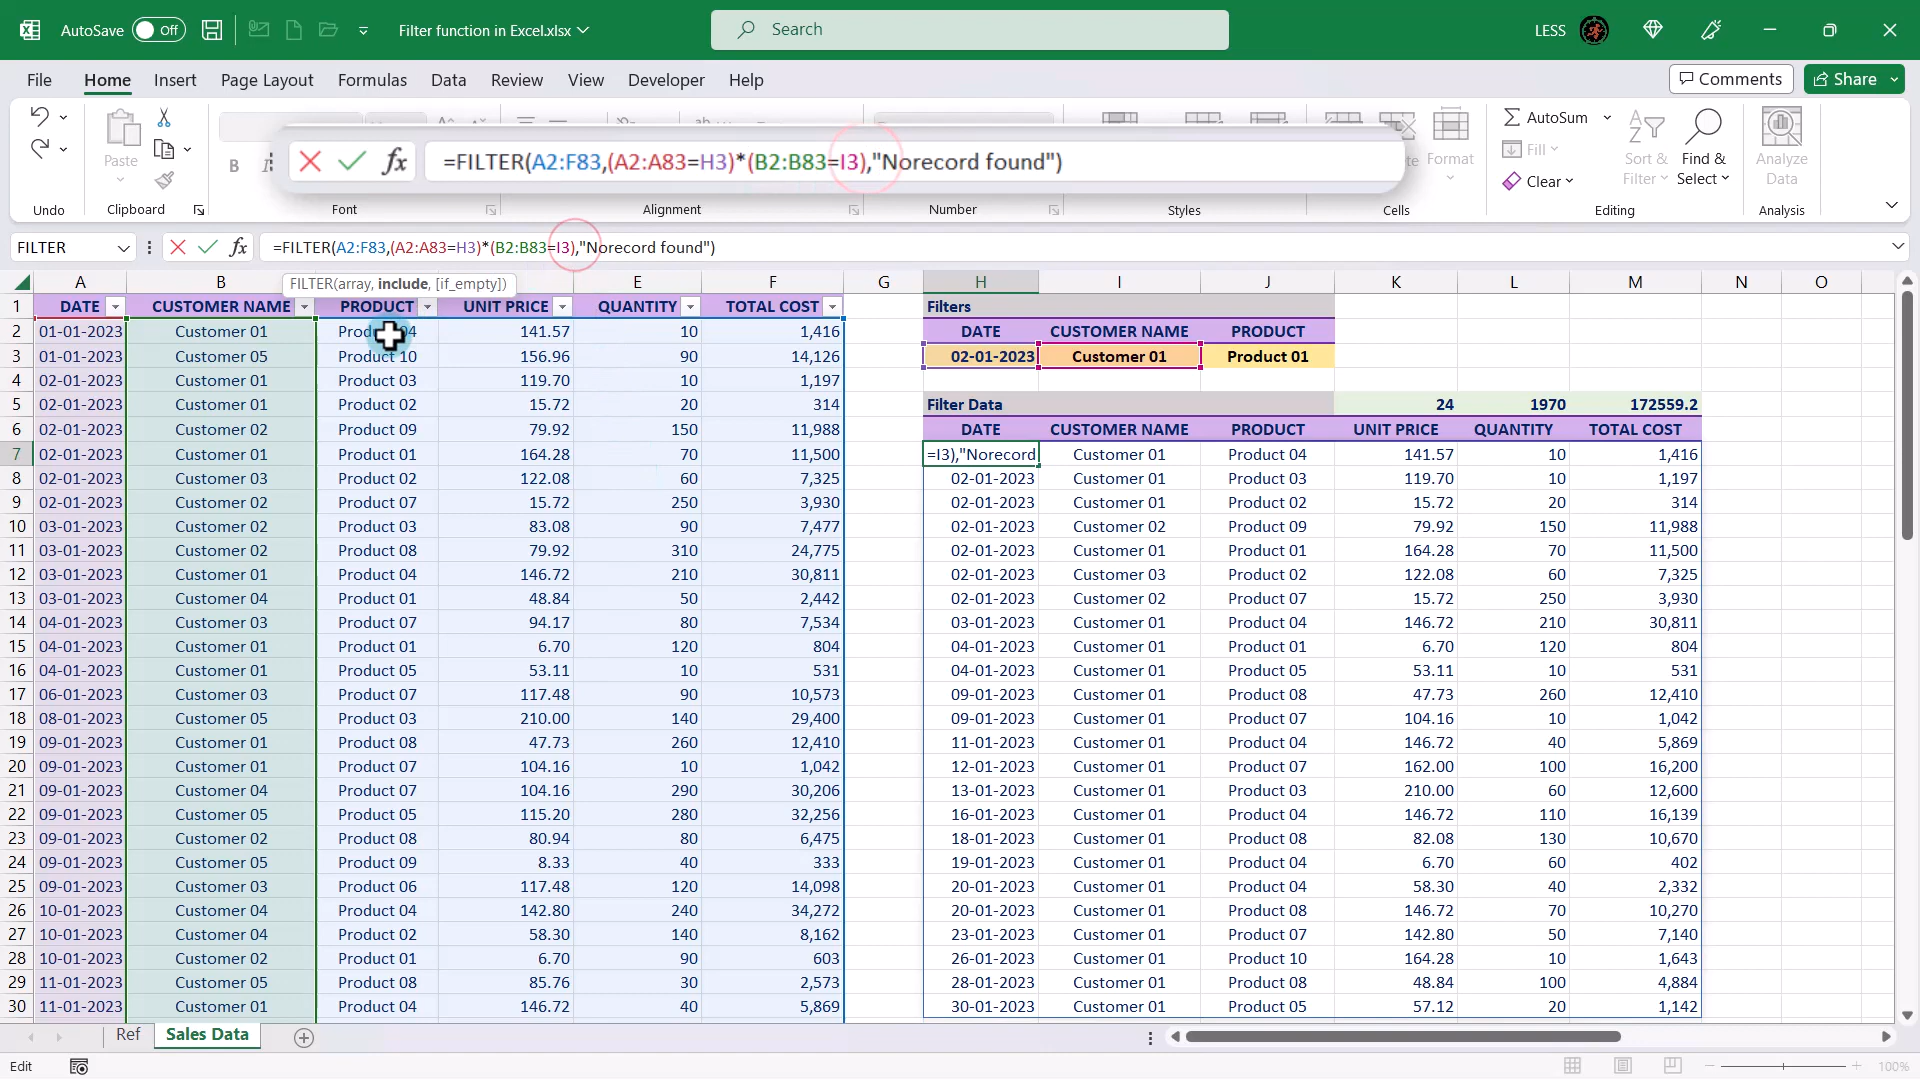 AutoSave Off Filter function in Excel.xlsx Search LESS
File Home Insert Page Layout Formulas Data Review View Developer Help Comments Share
Paste B Format AutoSum Fill Clear Sort & Filter Find & Select Analyze Data
=FILTER(A2:F83,(A2:A83=H3)*(B2:B83=I3),"Norecord found")
Undo Clipboard Font Alignment Number Styles Cells Editing Analysis
FILTER =FILTER(A2:F83,(A2:A83=H3)*(B2:B83=I3),"Norecord found")
FILTER(array, include, [if_empty])
A B E F G H I J K L M N O
1 DATE CUSTOMER NAME PRODUCT UNIT PRICE QUANTITY TOTAL COST Filters
2 01-01-2023 Customer 01 Product 04 141.57 10 1,416 DATE CUSTOMER NAME PRODUCT
3 01-01-2023 Customer 05 Product 10 156.96 90 14,126 02-01-2023 Customer 01 Product 01
4 02-01-2023 Customer 01 Product 03 119.70 10 1,197
5 02-01-2023 Customer 01 Product 02 15.72 20 314 Filter Data 24 1970 172559.2
6 02-01-2023 Customer 02 Product 09 79.92 150 11,988 DATE CUSTOMER NAME PRODUCT UNIT PRICE QUANTITY TOTAL COST
7 02-01-2023 Customer 01 Product 01 164.28 70 11,500 =I3),"Norecord Customer 01 Product 04 141.57 10 1,416
8 02-01-2023 Customer 03 Product 02 122.08 60 7,325 02-01-2023 Customer 01 Product 03 119.70 10 1,197
9 02-01-2023 Customer 02 Product 07 15.72 250 3,930 02-01-2023 Customer 01 Product 02 15.72 20 314
10 03-01-2023 Customer 02 Product 03 83.08 90 7,477 02-01-2023 Customer 02 Product 09 79.92 150 11,988
11 03-01-2023 Customer 02 Product 08 79.92 310 24,775 02-01-2023 Customer 01 Product 01 164.28 70 11,500
12 03-01-2023 Customer 01 Product 04 146.72 210 30,811 02-01-2023 Customer 03 Product 02 122.08 60 7,325
13 03-01-2023 Customer 04 Product 01 48.84 50 2,442 02-01-2023 Customer 02 Product 07 15.72 250 3,930
14 04-01-2023 Customer 03 Product 07 94.17 80 7,534 03-01-2023 Customer 01 Product 04 146.72 210 30,811
15 04-01-2023 Customer 01 Product 01 6.70 120 804 04-01-2023 Customer 01 Product 01 6.70 120 804
16 04-01-2023 Customer 01 Product 05 53.11 10 531 04-01-2023 Customer 01 Product 05 53.11 10 531
17 06-01-2023 Customer 03 Product 07 117.48 90 10,573 09-01-2023 Customer 01 Product 08 47.73 260 12,410
18 08-01-2023 Customer 05 Product 03 210.00 140 29,400 09-01-2023 Customer 01 Product 07 104.16 10 1,042
19 09-01-2023 Customer 01 Product 08 47.73 260 12,410 11-01-2023 Customer 01 Product 04 146.72 40 5,869
20 09-01-2023 Customer 01 Product 07 104.16 10 1,042 12-01-2023 Customer 01 Product 07 162.00 100 16,200
21 09-01-2023 Customer 04 Product 07 104.16 290 30,206 13-01-2023 Customer 01 Product 03 210.00 60 12,600
22 09-01-2023 Customer 05 Product 05 115.20 280 32,256 16-01-2023 Customer 01 Product 04 146.72 110 16,139
23 09-01-2023 Customer 02 Product 08 80.94 80 6,475 18-01-2023 Customer 01 Product 08 82.08 130 10,670
24 09-01-2023 Customer 05 Product 09 8.33 40 333 19-01-2023 Customer 01 Product 04 6.70 60 402
25 09-01-2023 Customer 03 Product 06 117.48 120 14,098 20-01-2023 Customer 01 Product 04 58.30 40 2,332
26 10-01-2023 Customer 04 Product 04 142.80 240 34,272 20-01-2023 Customer 01 Product 08 146.72 70 10,270
27 10-01-2023 Customer 04 Product 02 58.30 140 8,162 23-01-2023 Customer 01 Product 07 142.80 50 7,140
28 10-01-2023 Customer 02 Product 01 6.70 90 603 26-01-2023 Customer 01 Product 10 164.28 10 1,643
29 11-01-2023 Customer 05 Product 08 85.76 30 2,573 28-01-2023 Customer 01 Product 08 48.84 100 4,884
30 11-01-2023 Customer 01 Product 04 146.72 40 5,869 30-01-2023 Customer 01 Product 05 57.12 20 1,142
Ref Sales Data
Edit 100%